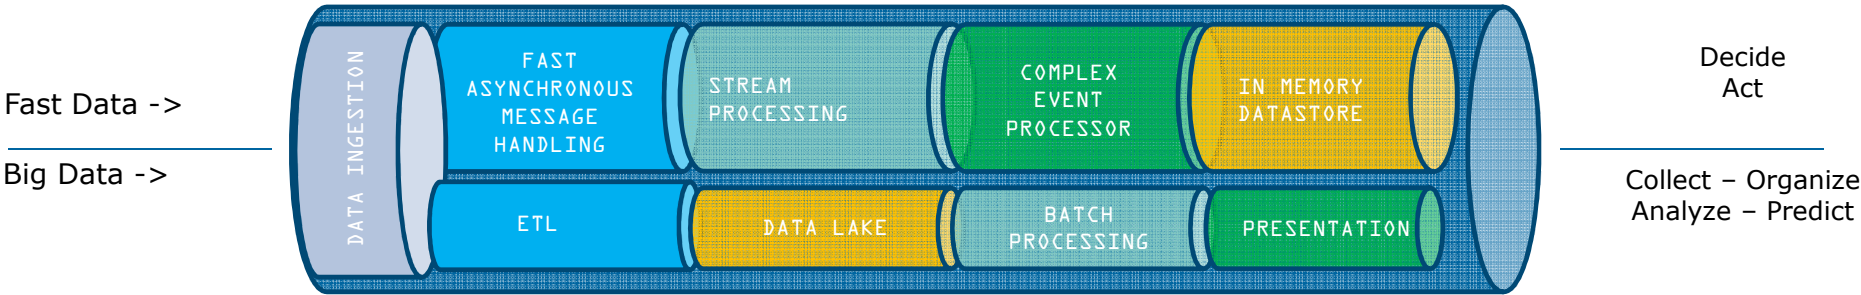 Fast Data ->
Big Data ->
DATA INGESTION
FAST
ASYNCHRONOUS
MESSAGE
HANDLING
STREAM
PROCESSING
COMPLEX
EVENT
PROCESSOR
IN MEMORY
DATASTORE
ETL
DATA LAKE
BATCH
PROCESSING
PRESENTATION
Decide
Act
Collect – Organize
Analyze – Predict